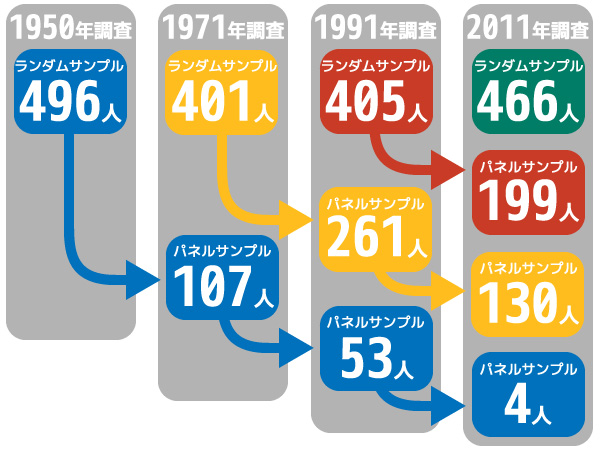 1950年調査
ランダムサンプル
496人
1971年調査
ランダムサンプル
401人
パネルサンプル
107人
1991年調査
ランダムサンプル
405人
パネルサンプル
261人
パネルサンプル
53人
2011年調査
ランダムサンプル
466人
パネルサンプル
199人
パネルサンプル
130人
パネルサンプル
4人